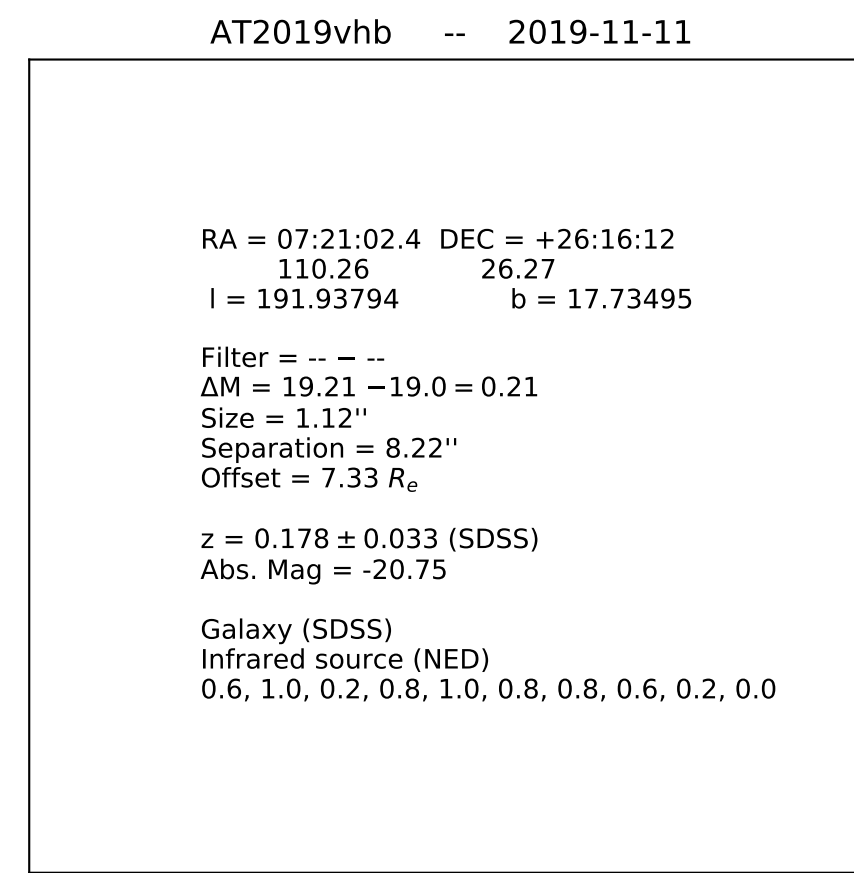 AT2019vhb -- 2019-11-11
RA = 07:21:02.4 DEC = +26:16:12
110.26 26.27
l = 191.93794 b = 17.73495
Filter = -- − --
ΔM = 19.21 −19.0 = 0.21
Size = 1.12''
Separation = 8.22''
Offset = 7.33 Rₑ
z = 0.178 ± 0.033 (SDSS)
Abs. Mag = -20.75
Galaxy (SDSS)
Infrared source (NED)
0.6, 1.0, 0.2, 0.8, 1.0, 0.8, 0.8, 0.6, 0.2, 0.0